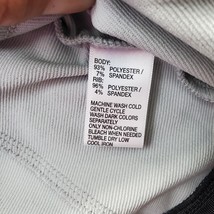 BODY:
93% POLYESTER /
7% SPANDEX
RIB:
96% POLYESTER /
4% SPANDEX
MACHINE WASH COLD
GENTLE CYCLE
WASH DARK COLORS
SEPARATELY
ONLY NON-CHLORINE
BLEACH WHEN NEEDED
TUMBLE DRY LOW
COOL IRON